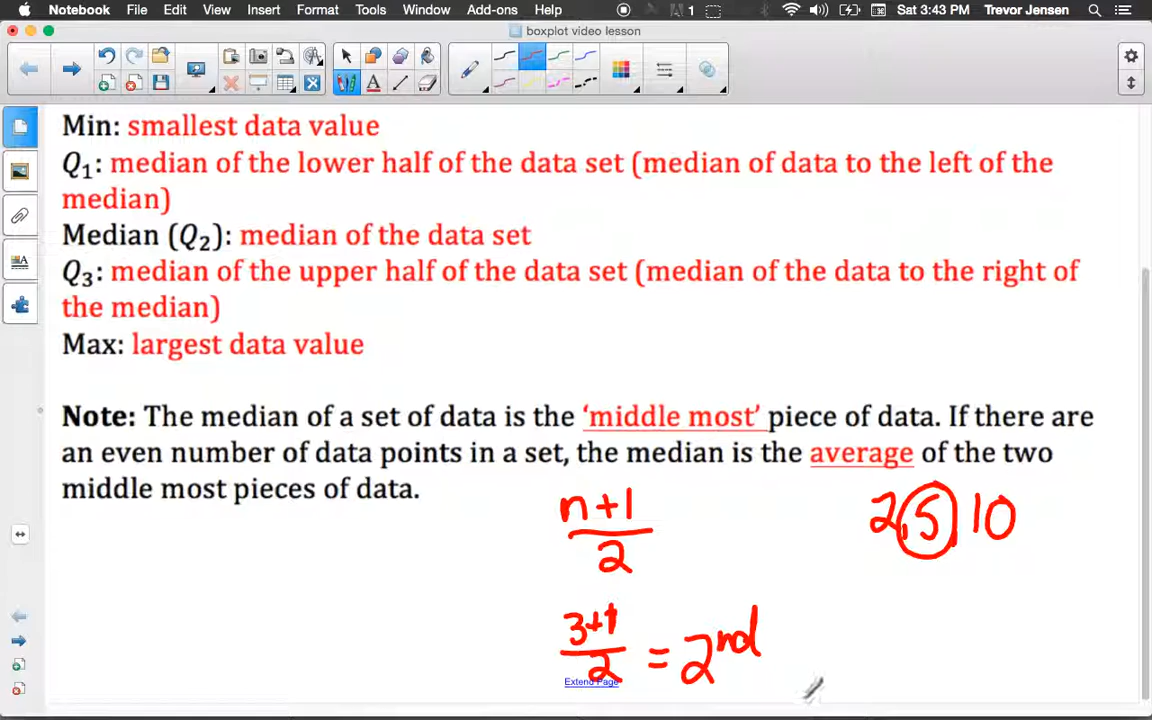 Notebook File Edit View Insert Format Tools Window Add-ons Help 1 Sat 3:43 PM Trevor Jensen
boxplot video lesson
Min: smallest data value
Q₁: median of the lower half of the data set (median of data to the left of the
median)
Median (Q₂): median of the data set
Q₃: median of the upper half of the data set (median of the data to the right of
the median)
Max: largest data value
Note: The median of a set of data is the ‘middle most’ piece of data. If there are
an even number of data points in a set, the median is the average of the two
middle most pieces of data.
n+1
2
2, 5, 10
3+1
2
= 2nd
Extend Page